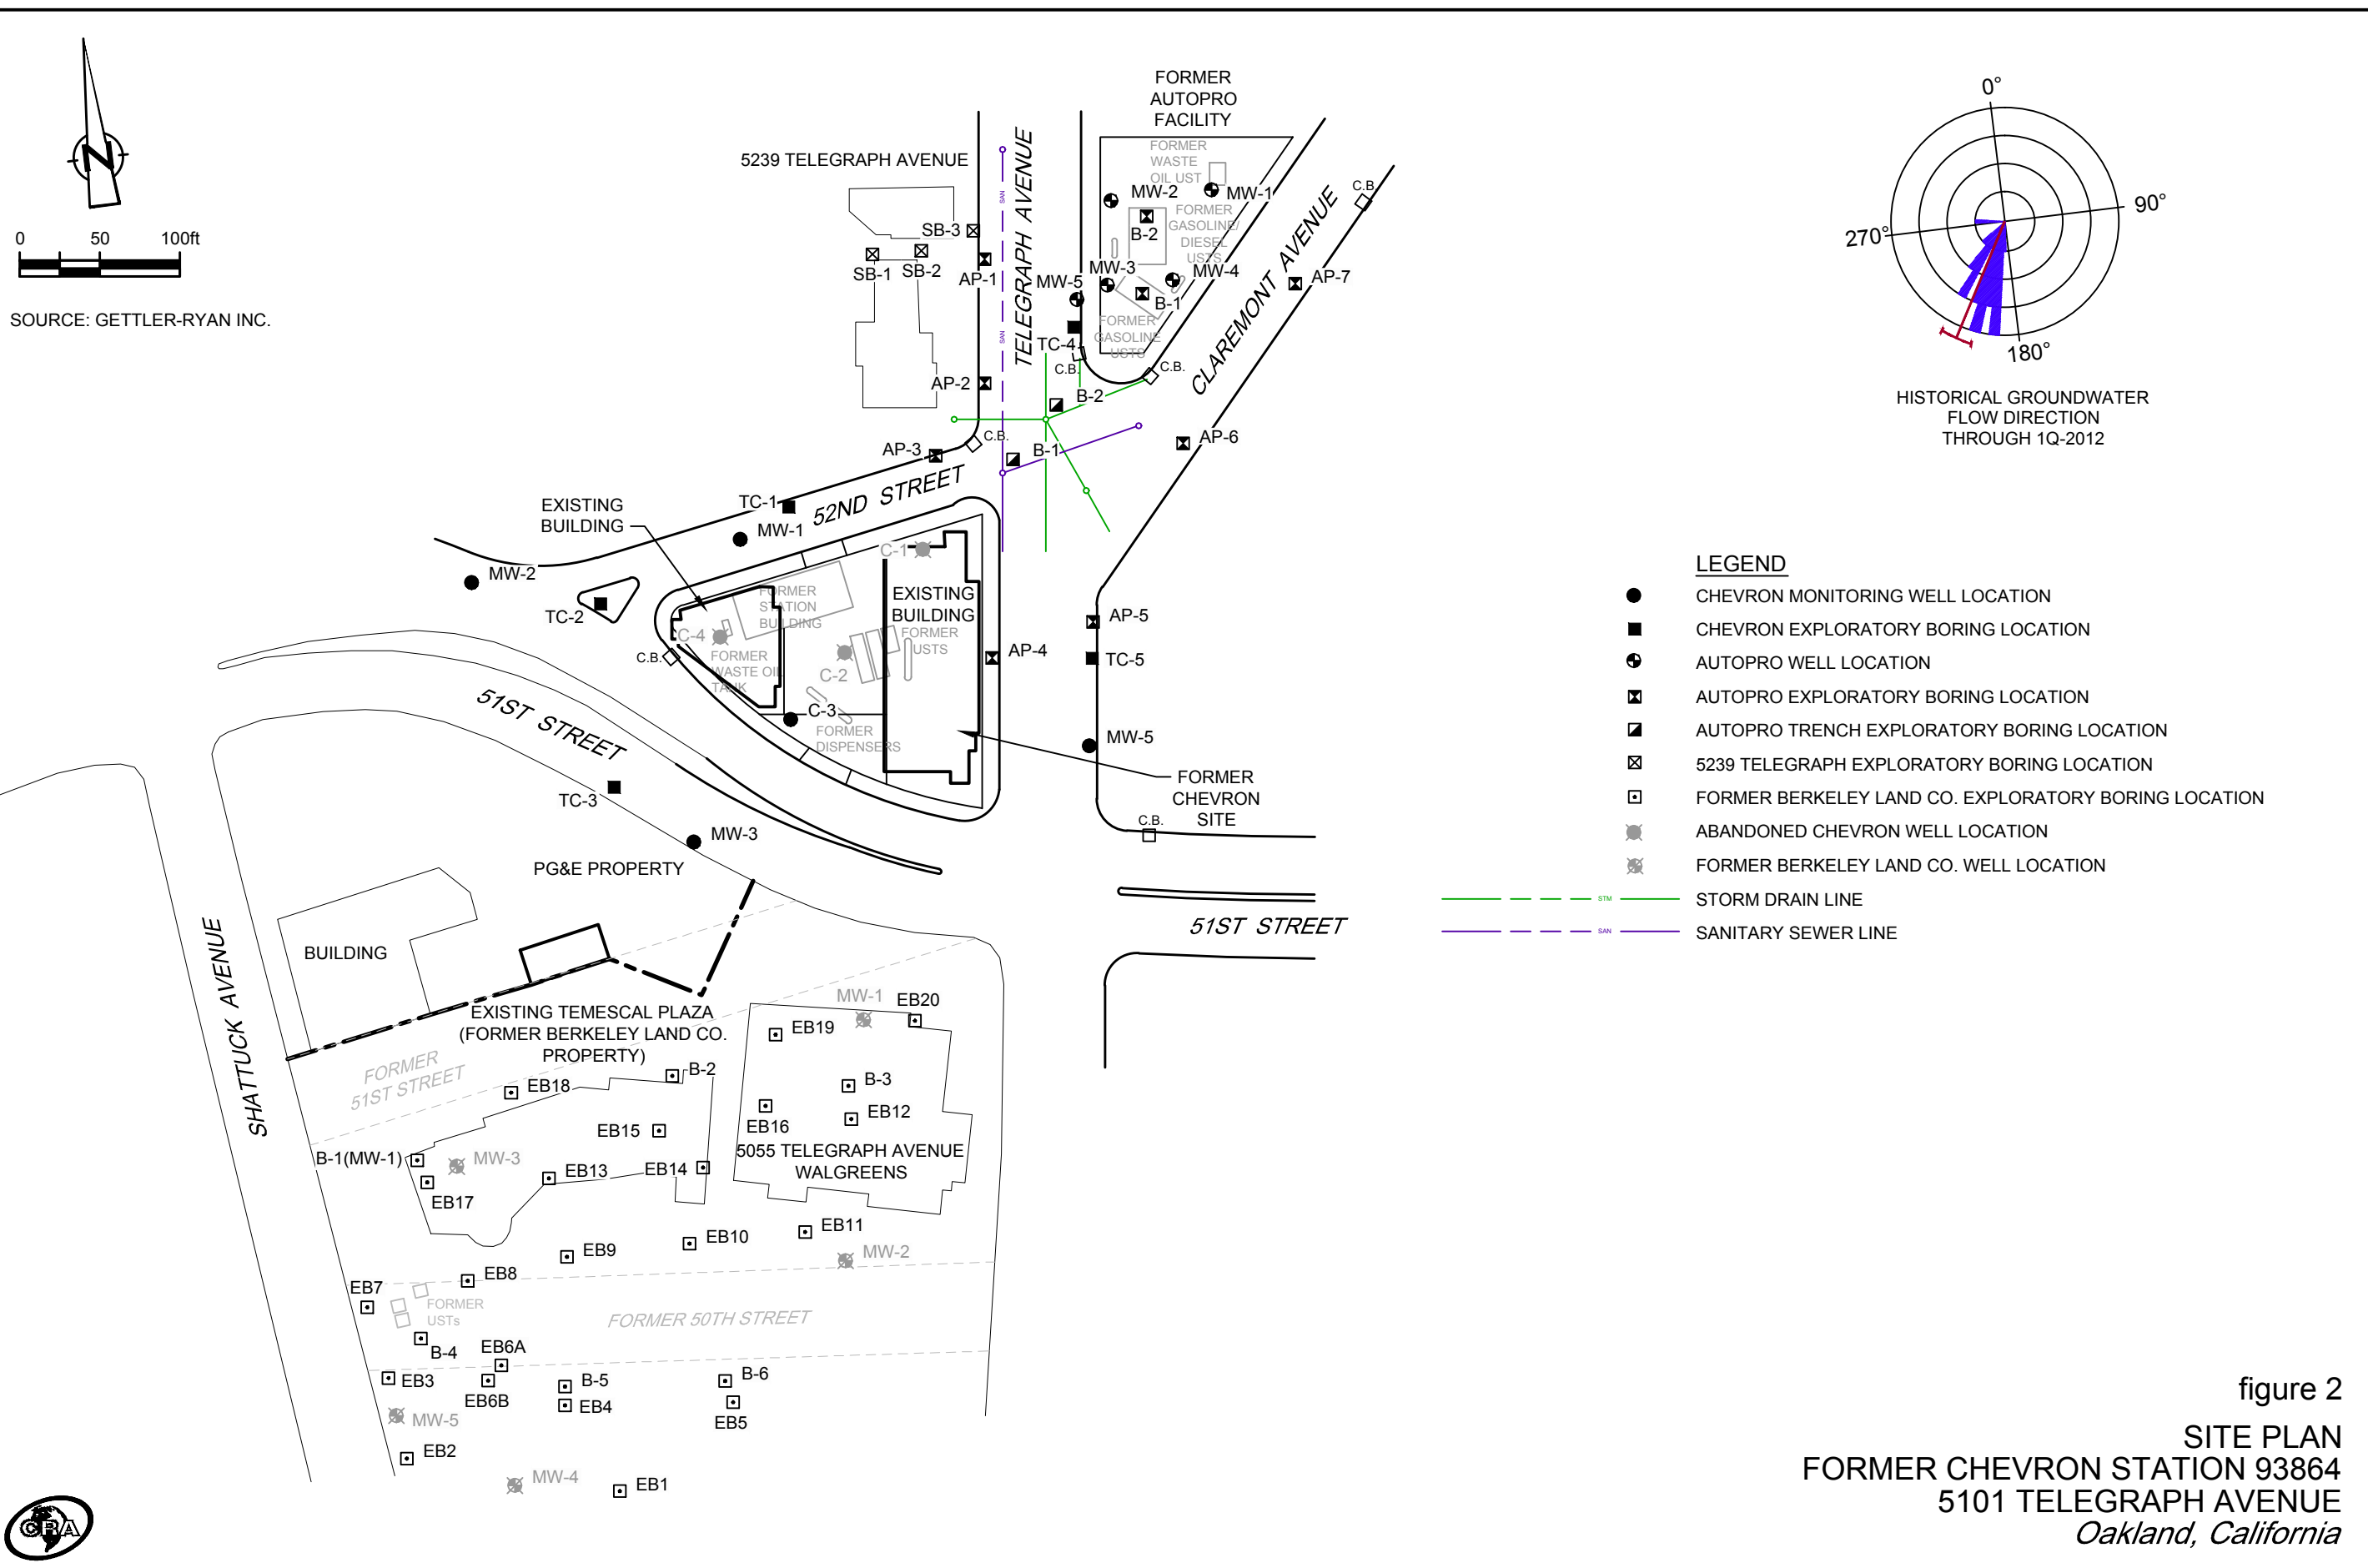 N
0 50 100ft
SOURCE: GETTLER-RYAN INC.
FORMER
AUTOPRO
FACILITY
5239 TELEGRAPH AVENUE
TELEGRAPH AVENUE
CLAREMONT AVENUE
FORMER
WASTE
OIL UST
MW-2
MW-1
B-2
FORMER
GASOLINE/
DIESEL
USTS
MW-3
MW-4
MW-5
B-1
FORMER
GASOLINE
USTS
TC-4
C.B.
C.B.
C.B.
C.B.
SB-3
SB-1
SB-2
AP-1
AP-2
AP-3
AP-7
AP-6
B-2
B-1
SAN
SAN
0°
90°
180°
270°
HISTORICAL GROUNDWATER
FLOW DIRECTION
THROUGH 1Q-2012
52ND STREET
TC-1
MW-1
MW-2
TC-2
EXISTING
BUILDING
C-1
FORMER
STATION
BUILDING
EXISTING
BUILDING
FORMER
USTS
C-4
C.B.
FORMER
WASTE OIL
TANK
C-2
C-3
FORMER
DISPENSERS
AP-4
AP-5
TC-5
MW-5
FORMER
CHEVRON
SITE
C.B.
51ST STREET
TC-3
MW-3
PG&E PROPERTY
51ST STREET
BUILDING
SHATTUCK AVENUE
EXISTING TEMESCAL PLAZA
(FORMER BERKELEY LAND CO.
PROPERTY)
FORMER
51ST STREET
MW-1
EB20
EB19
B-2
EB18
B-3
EB12
EB16
EB15
5055 TELEGRAPH AVENUE
WALGREENS
B-1(MW-1)
MW-3
EB17
EB13
EB14
EB11
EB10
EB9
MW-2
EB8
EB7
FORMER
USTs
FORMER 50TH STREET
B-4
EB6A
EB3
EB6B
B-5
EB4
B-6
EB5
MW-5
EB2
MW-4
EB1
LEGEND
CHEVRON MONITORING WELL LOCATION
CHEVRON EXPLORATORY BORING LOCATION
AUTOPRO WELL LOCATION
AUTOPRO EXPLORATORY BORING LOCATION
AUTOPRO TRENCH EXPLORATORY BORING LOCATION
5239 TELEGRAPH EXPLORATORY BORING LOCATION
FORMER BERKELEY LAND CO. EXPLORATORY BORING LOCATION
ABANDONED CHEVRON WELL LOCATION
FORMER BERKELEY LAND CO. WELL LOCATION
STM STORM DRAIN LINE
SAN SANITARY SEWER LINE
figure 2
SITE PLAN
FORMER CHEVRON STATION 93864
5101 TELEGRAPH AVENUE
Oakland, California
CRA